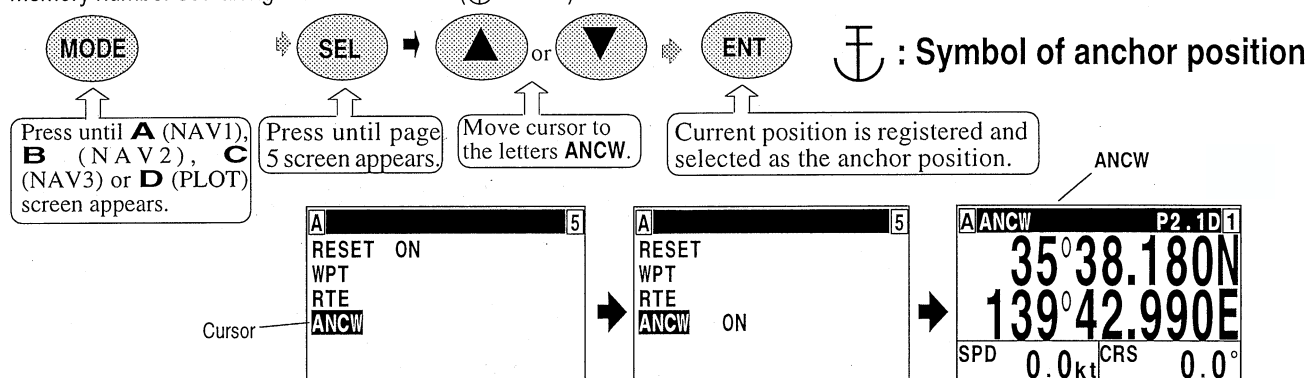 MODE SEL ▲ or ▼ ENT : Symbol of anchor position
Press until A (NAV1),
B (NAV2), C
(NAV3) or D (PLOT)
screen appears.
Press until page
5 screen appears.
Move cursor to
the letters ANCW.
Current position is registered and
selected as the anchor position.
ANCW
A 5
RESET ON
WPT
RTE
ANCW
Cursor
A 5
RESET
WPT
RTE
ANCW ON
A ANCW P2.1D 1
35°38.180N
139°42.990E
SPD 0.0kt CRS 0.0°